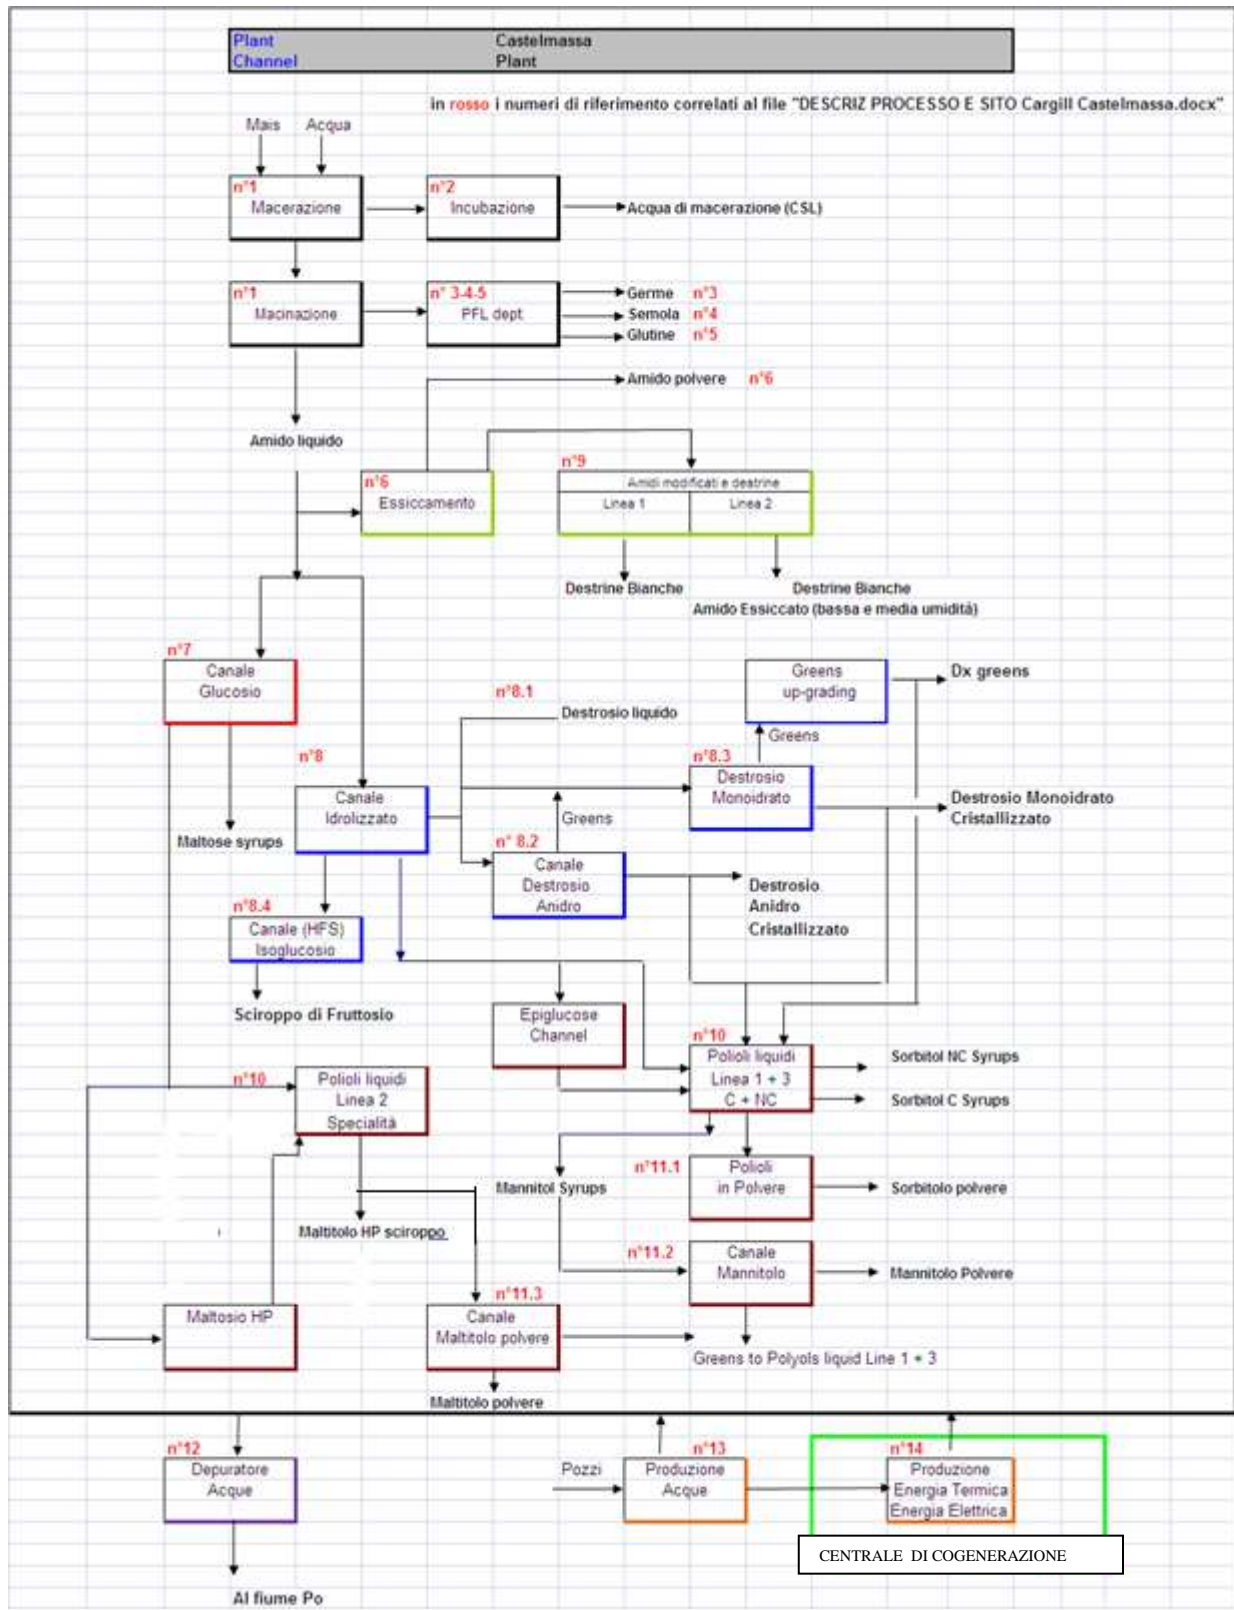 Plant Castelmassa
Channel Plant
in rosso i numeri di riferimento correlati al file "DESCRIZ PROCESSO E SITO Cargill Castelmassa.docx"
Mais Acqua
n°1
Macerazione
n°2
Incubazione
Acqua di macerazione (CSL)
n°1
Macinazione
n° 3-4-5
PFL dept.
Germe n°3
Semola n°4
Glutine n°5
Amido polvere n°6
Amido liquido
n°6
Essiccamento
n°9
Amidi modificati e destrine
Linea 1 Linea 2
Destrine Bianche
Destrine Bianche
Amido Essiccato (bassa e media umidità)
n°7
Canale
Glucosio
Greens
up-grading
Dx greens
n°8.1
Destrosio liquido
Greens
n°8
n°8.3
Destrosio
Monoidrato
Destrosio Monoidrato
Cristallizzato
Canale
Idrolizzato
Greens
Maltose syrups
n° 8.2
Canale
Destrosio
Anidro
Destrosio
Anidro
Cristallizzato
n°8.4
Canale (HFS)
Isoglucosio
Sciroppo di Fruttosio
Epiglucose
Channel
n°10
Polioli liquidi
Linea 1 + 3
C + NC
Sorbitol NC Syrups
Sorbitol C Syrups
n°10
Polioli liquidi
Linea 2
Specialità
n°11.1
Polioli
in Polvere
Sorbitolo polvere
Mannitol Syrups
Maltitolo HP sciroppo
n°11.2
Canale
Mannitolo
Mannitolo Polvere
n°11.3
Maltosio HP
Canale
Maltitolo polvere
Greens to Polyols liquid Line 1 + 3
Maltitolo polvere
n°12
Depuratore
Acque
Pozzi
n°13
Produzione
Acque
n°14
Produzione
Energia Termica
Energia Elettrica
CENTRALE DI COGENERAZIONE
Al fiume Po